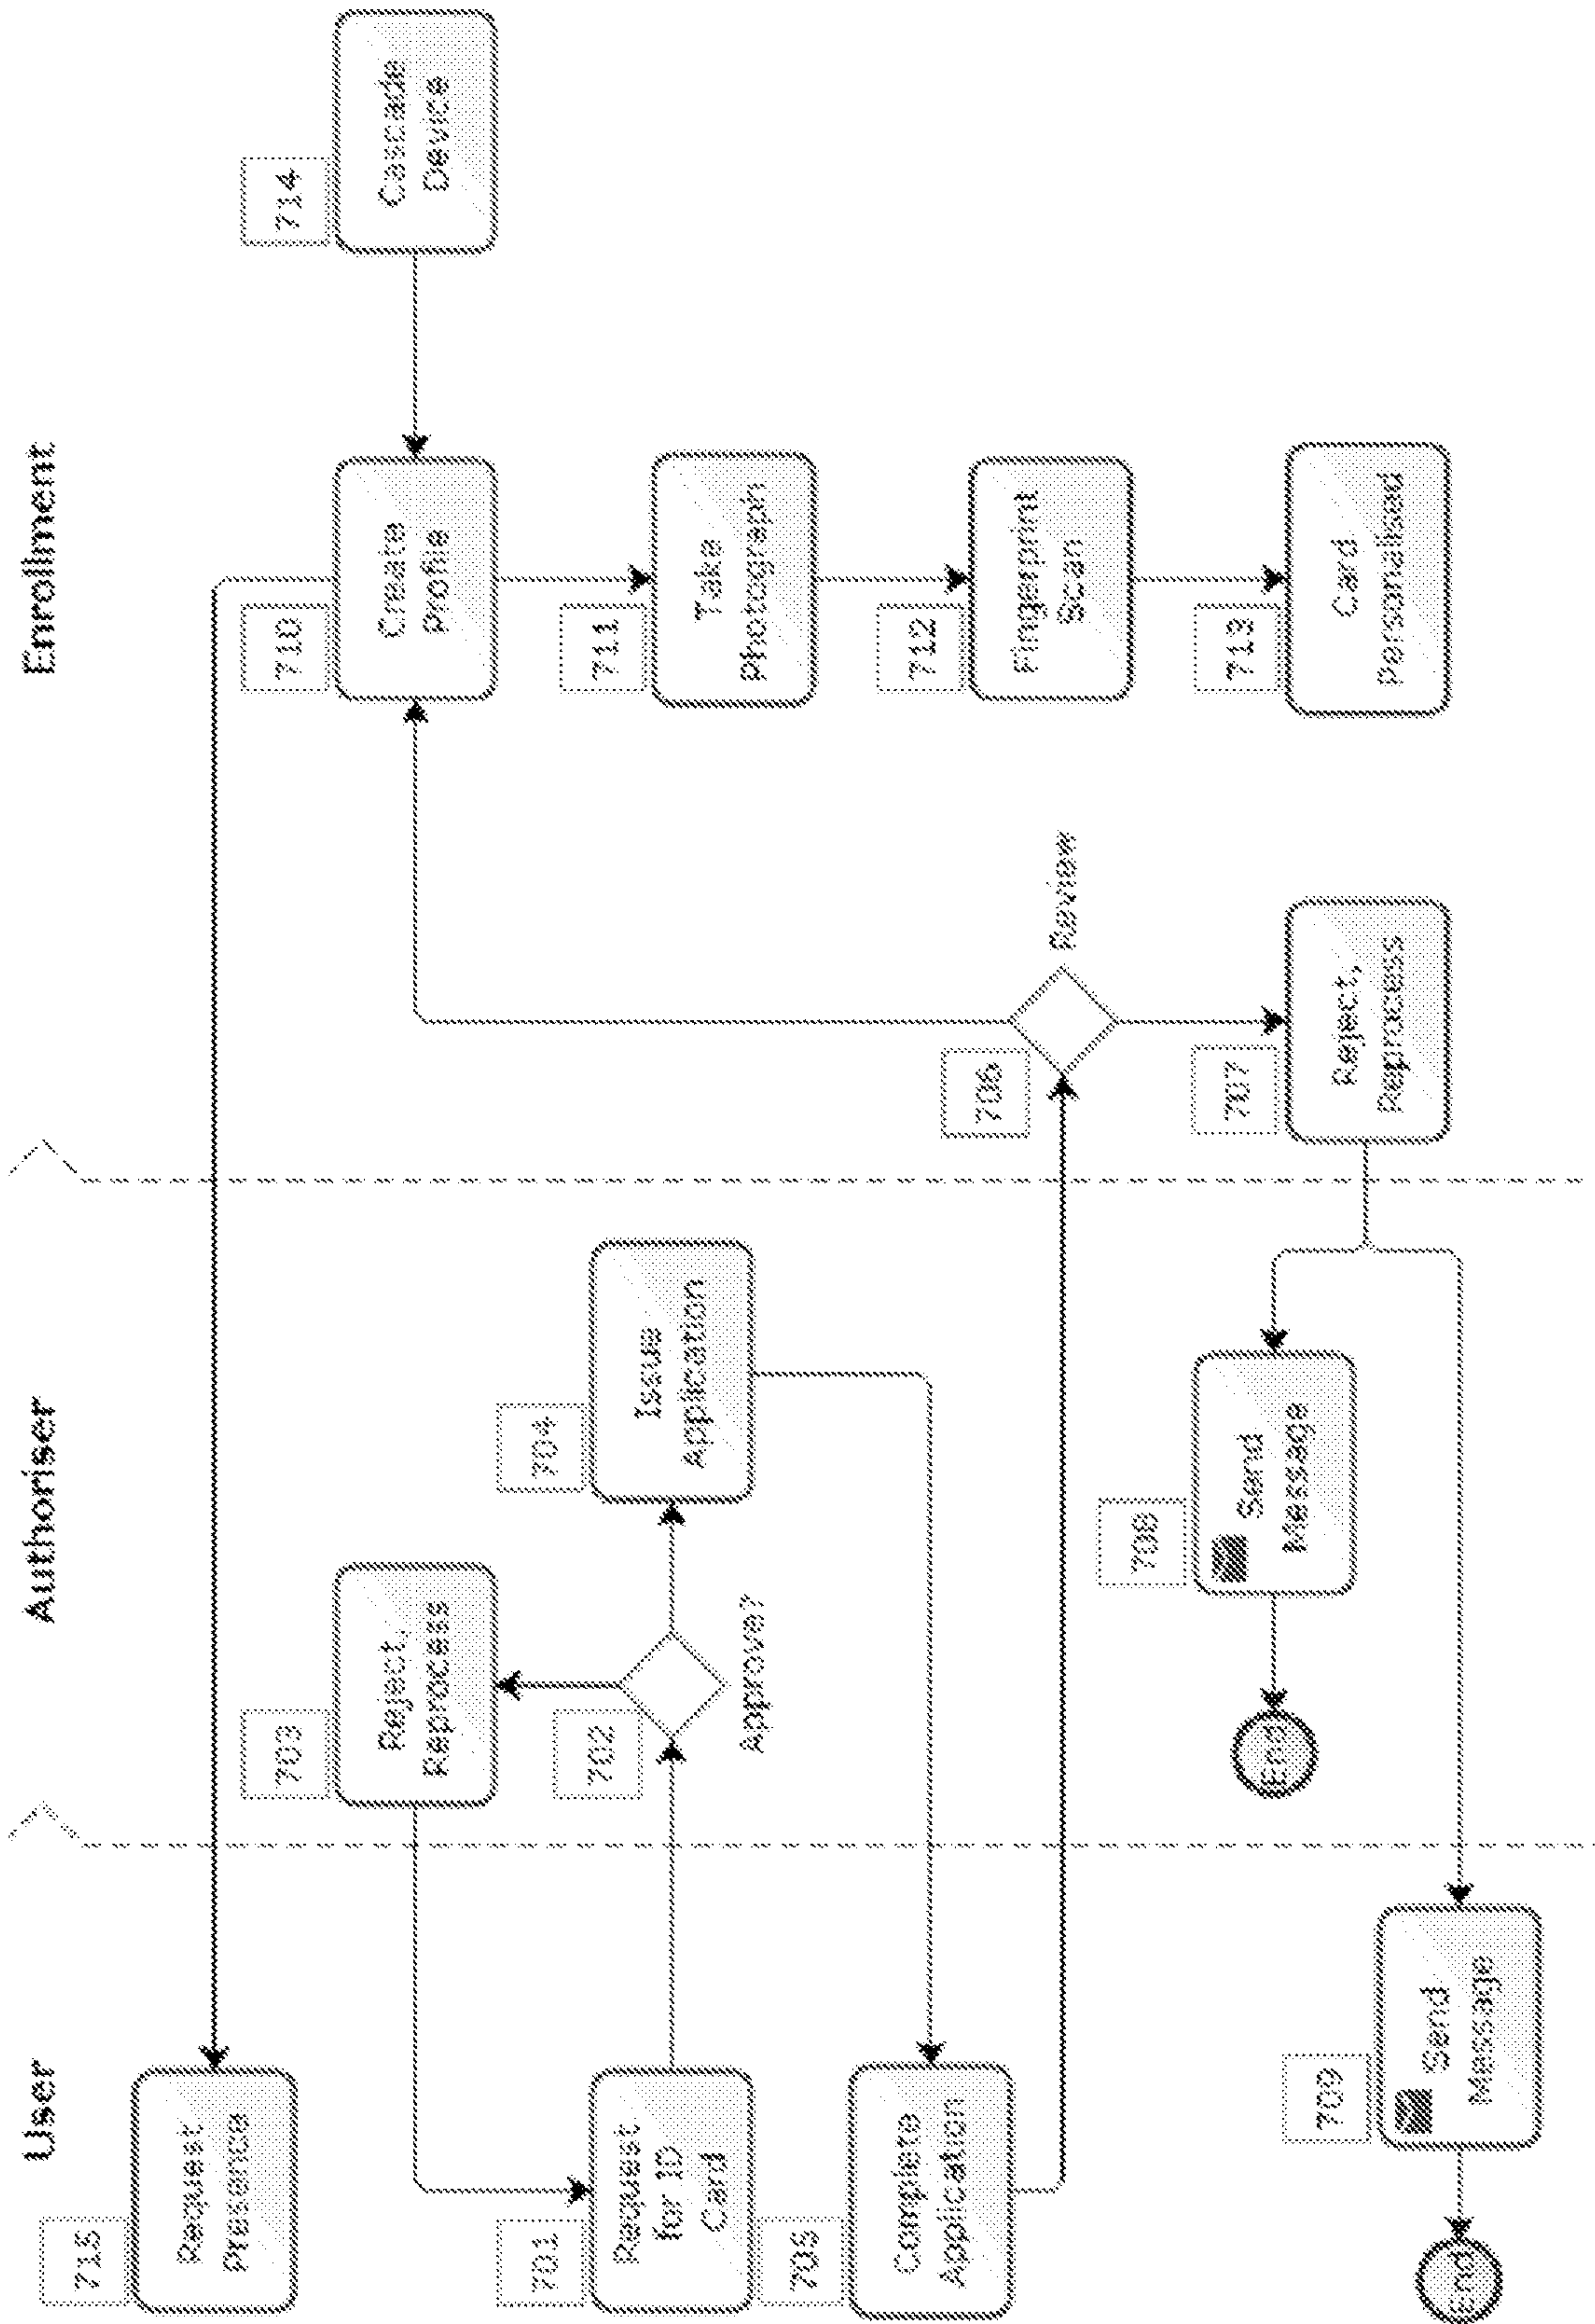 User
Authoriser
Enrollment
715
Request
Presence
703
Reject,
Reprocess
710
Create
Profile
714
Cascade
Device
701
Request
for ID
Card
702
Approve?
704
Issue
Application
711
Take
Photograph
705
Complete
Application
706
Review
712
Fingerprint
Scan
708
Send
Message
End
707
Reject,
Reprocess
713
Card
Personalised
709
Send
Message
End